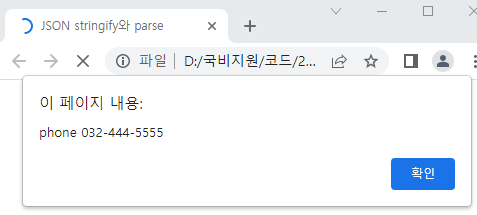 JSON stringify와 parse
파일 D:/국비지원/코드/2...
이 페이지 내용:
phone 032-444-5555
확인